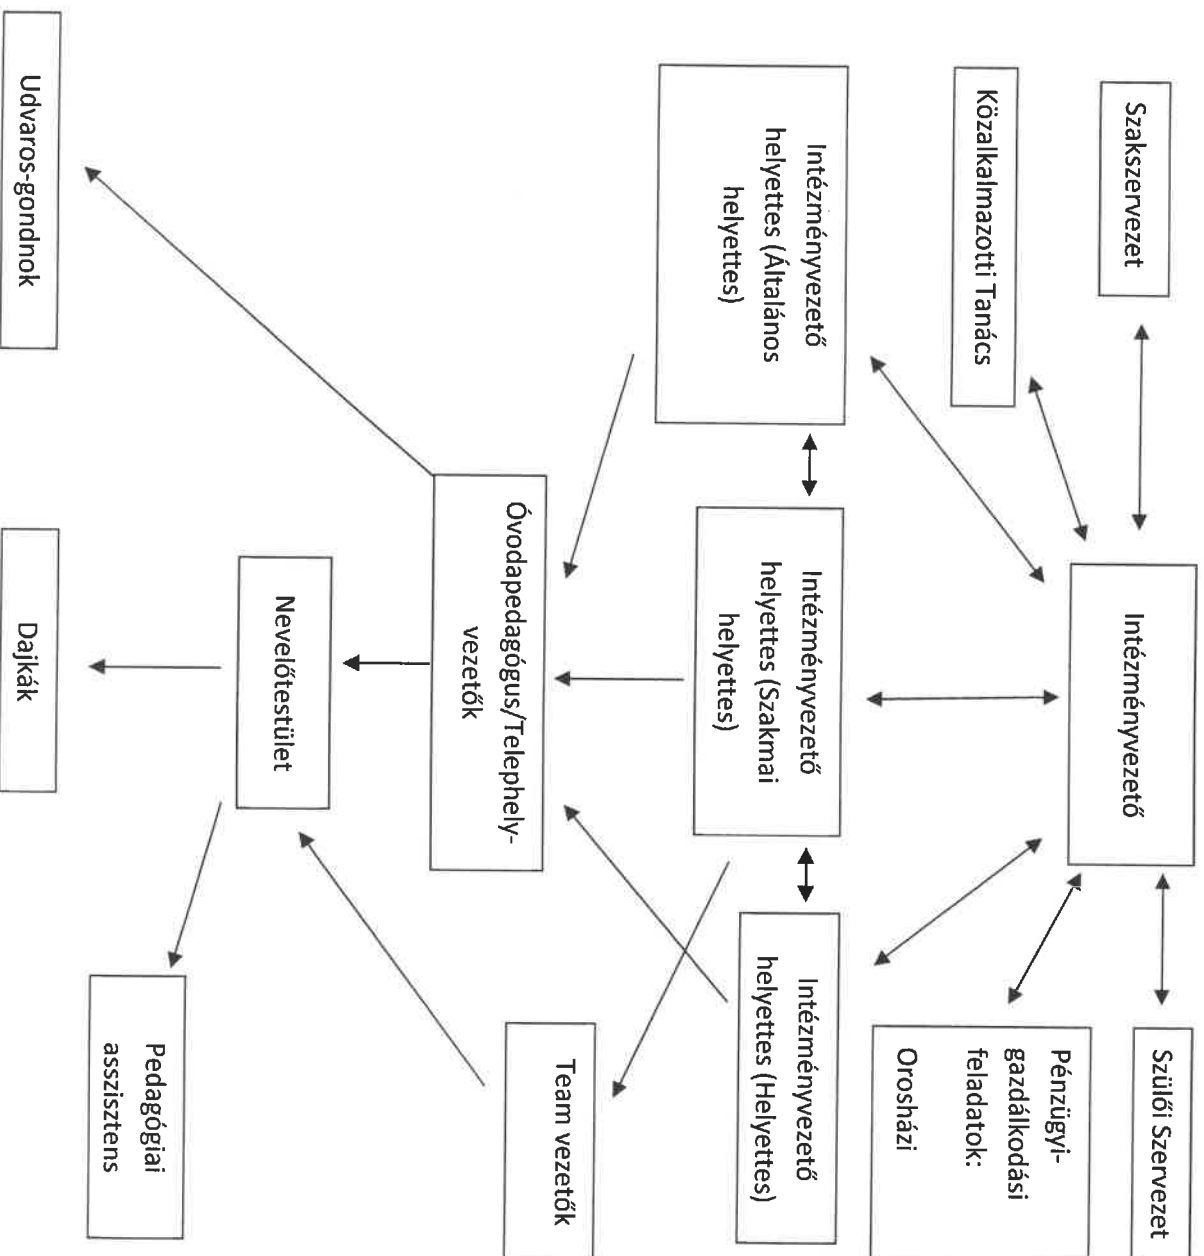 Szakszervezet
Intézményvezető
Szülői Szervezet
Közalkalmazotti Tanács
Pénzügyi-
gazdálkodási
feladatok:
Orosházi
Intézményvezető
helyettes (Általános
helyettes)
Intézményvezető
helyettes (Szakmai
helyettes)
Intézményvezető
helyettes (Helyettes)
Óvodapedagógus/Telephely-
vezetők
Team vezetők
Nevelőtestület
Pedagógiai
asszisztens
Udvaros-gondnok
Dajkák